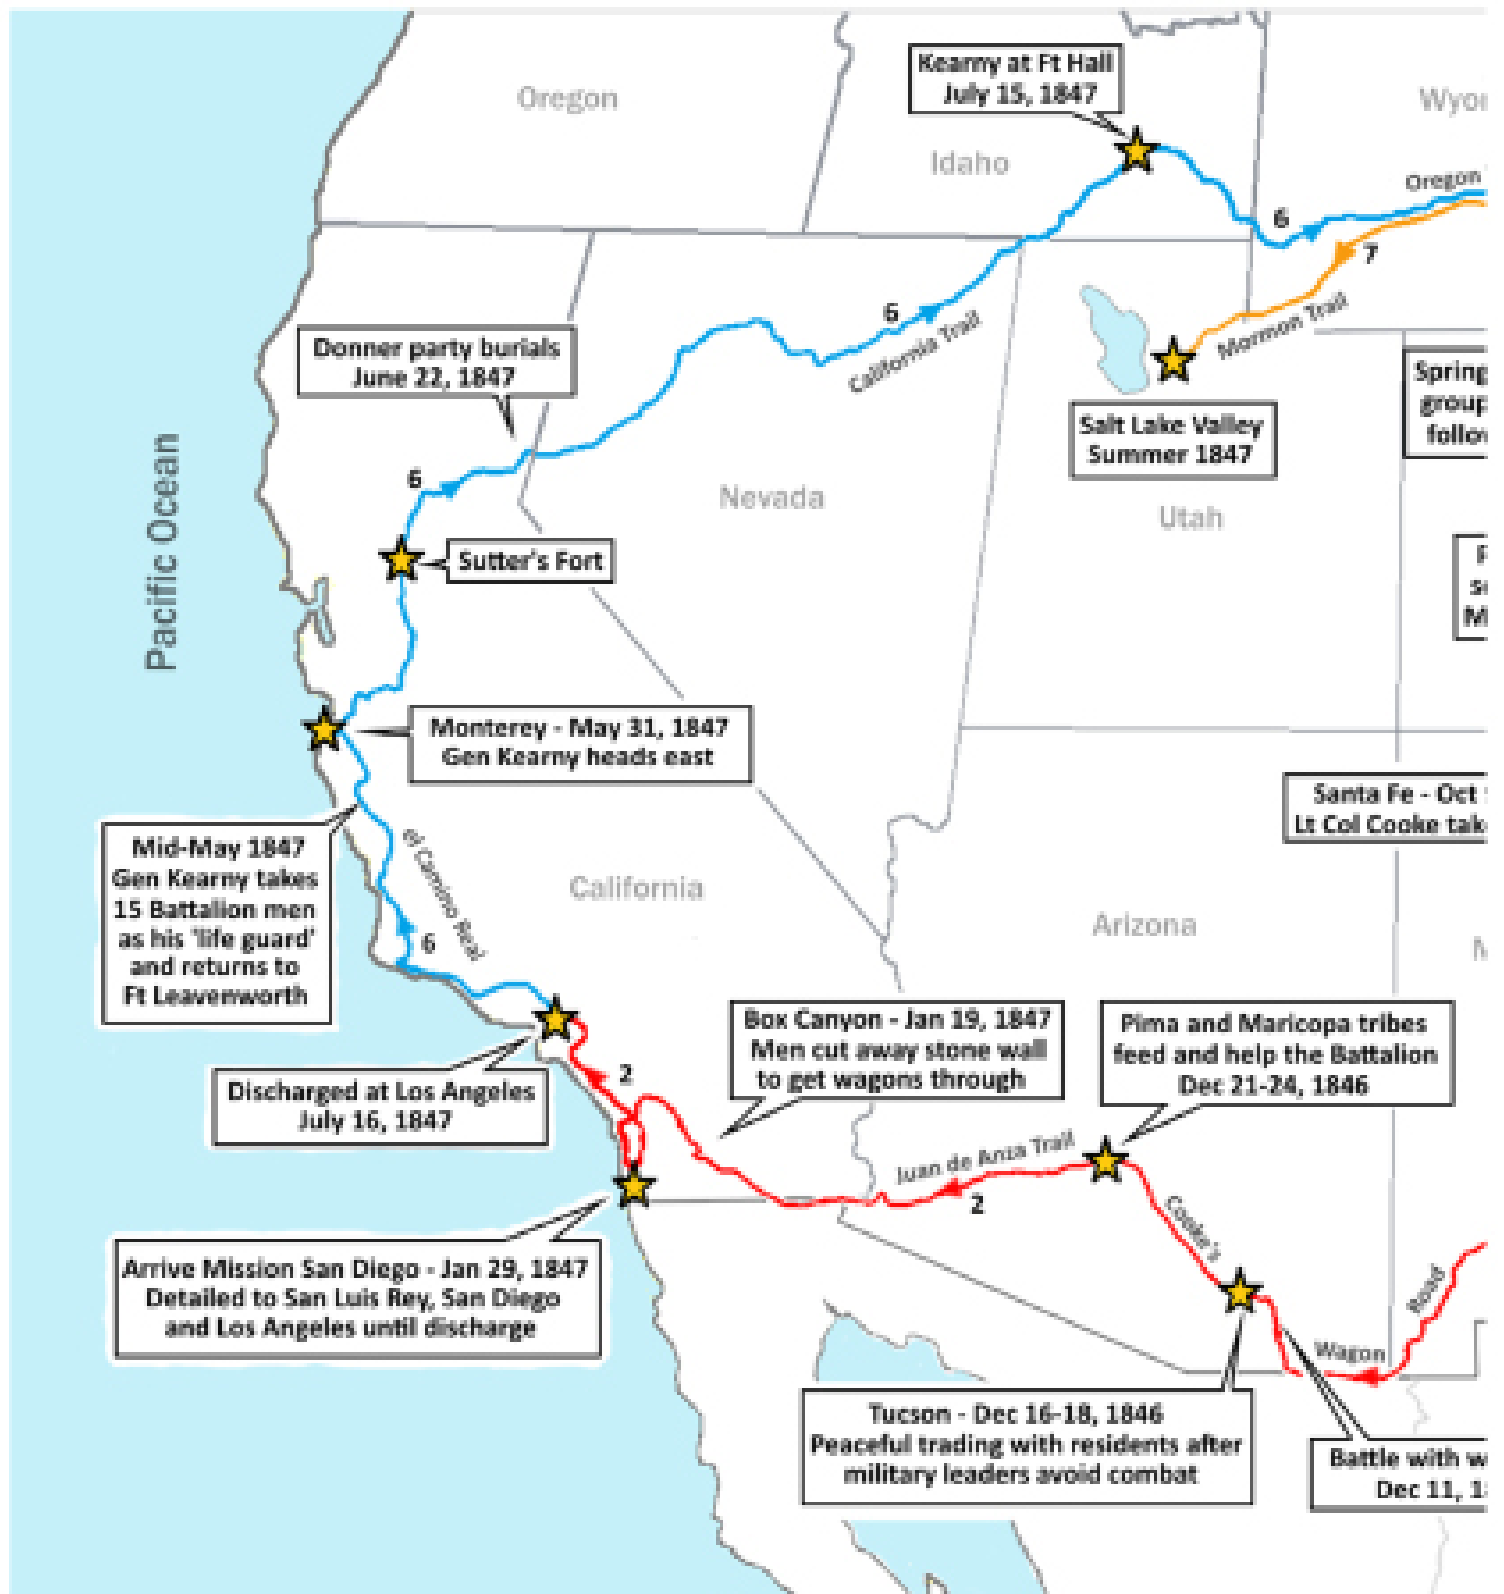 Kearny at Ft Hall
July 15, 1847
Oregon
Wyo
Idaho
Oregon
6
7
6
California Trail
Mormon Trail
Donner party burials
June 22, 1847
Spring
group
follow
Salt Lake Valley
Summer 1847
Pacific Ocean
6
Nevada
Utah
Sutter's Fort
Monterey - May 31, 1847
Gen Kearny heads east
Santa Fe - Oct
Lt Col Cooke tak
Mid-May 1847
Gen Kearny takes
15 Battalion men
as his 'life guard'
and returns to
Ft Leavenworth
el Camino Real
California
Arizona
6
Box Canyon - Jan 19, 1847
Men cut away stone wall
to get wagons through
Pima and Maricopa tribes
feed and help the Battalion
Dec 21-24, 1846
Discharged at Los Angeles
July 16, 1847
2
Juan de Anza Trail
2
Cooke's
Wagon
Road
Arrive Mission San Diego - Jan 29, 1847
Detailed to San Luis Rey, San Diego
and Los Angeles until discharge
Tucson - Dec 16-18, 1846
Peaceful trading with residents after
military leaders avoid combat
Battle with w
Dec 11, 1